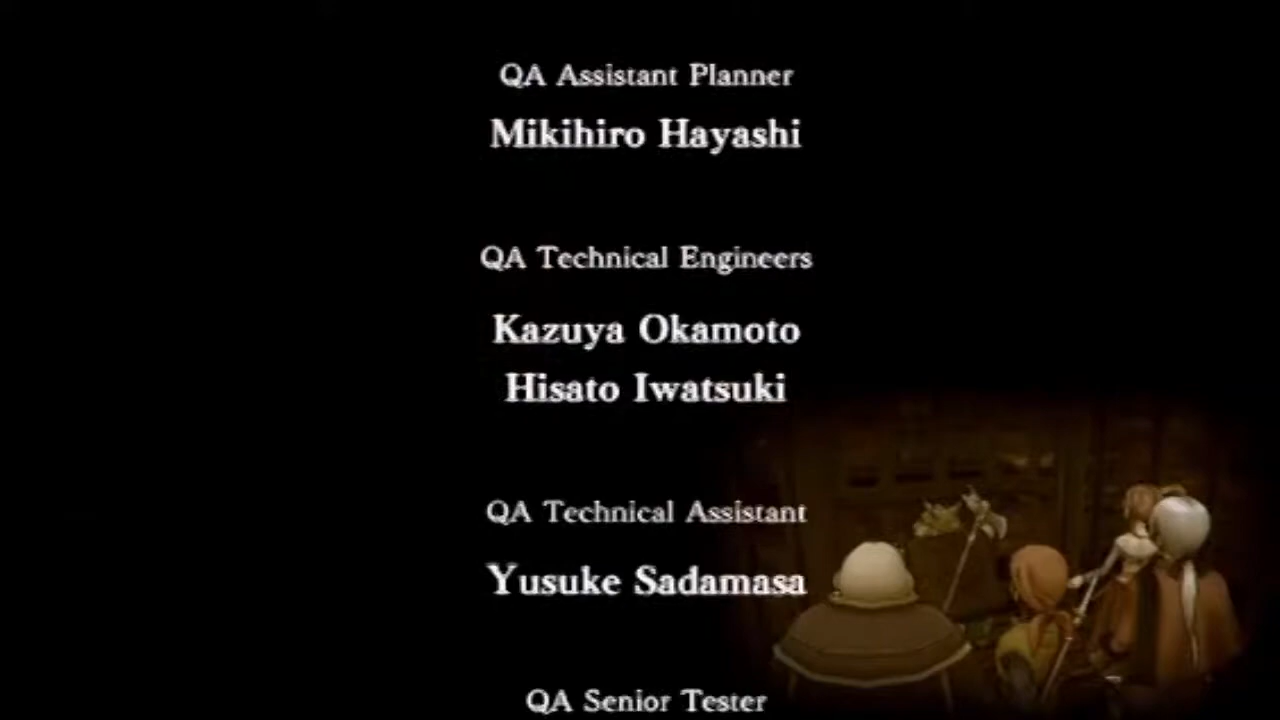 QA Assistant Planner
Mikihiro Hayashi
QA Technical Engineers
Kazuya Okamoto
Hisato Iwatsuki
QA Technical Assistant
Yusuke Sadamasa
QA Senior Tester